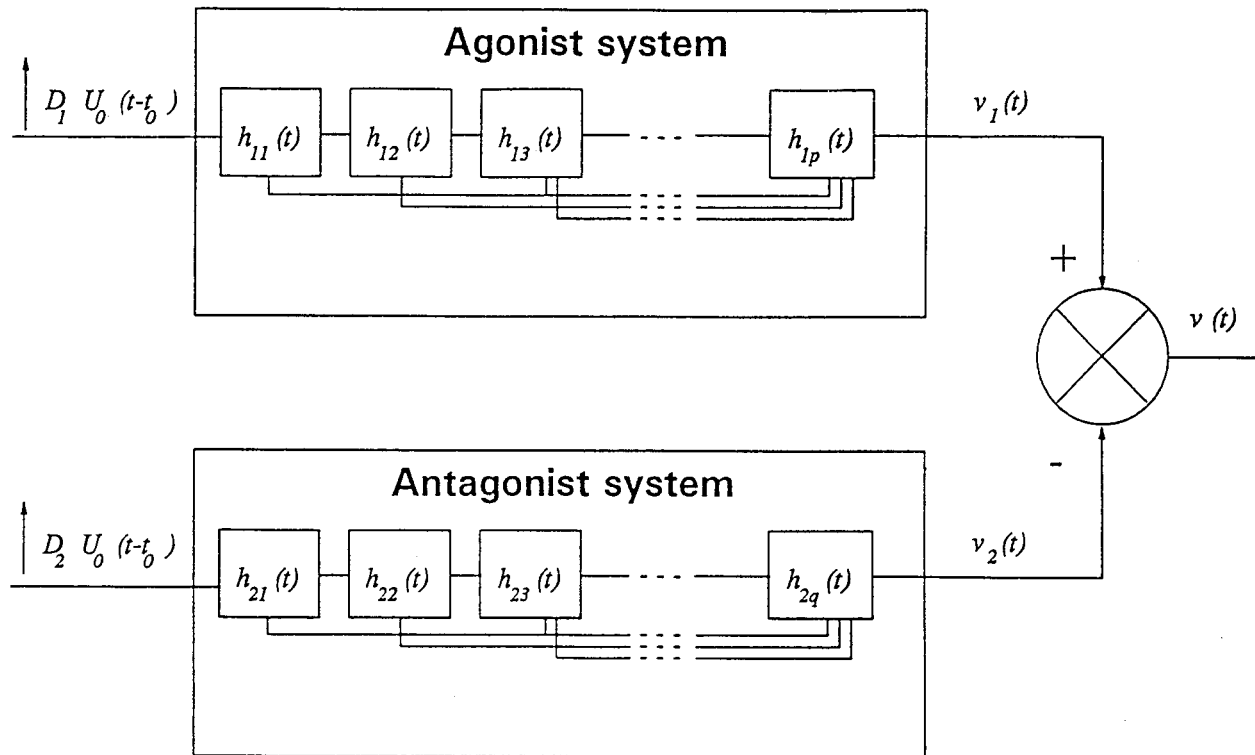 Agonist system
D₁ U₀ (t-t₀)
h₁₁(t)
h₁₂(t)
h₁₃(t)
- - -
h₁ₚ(t)
v₁(t)
+
v(t)
-
Antagonist system
D₂ U₀ (t-t₀)
h₂₁(t)
h₂₂(t)
h₂₃(t)
- - -
h₂q(t)
v₂(t)